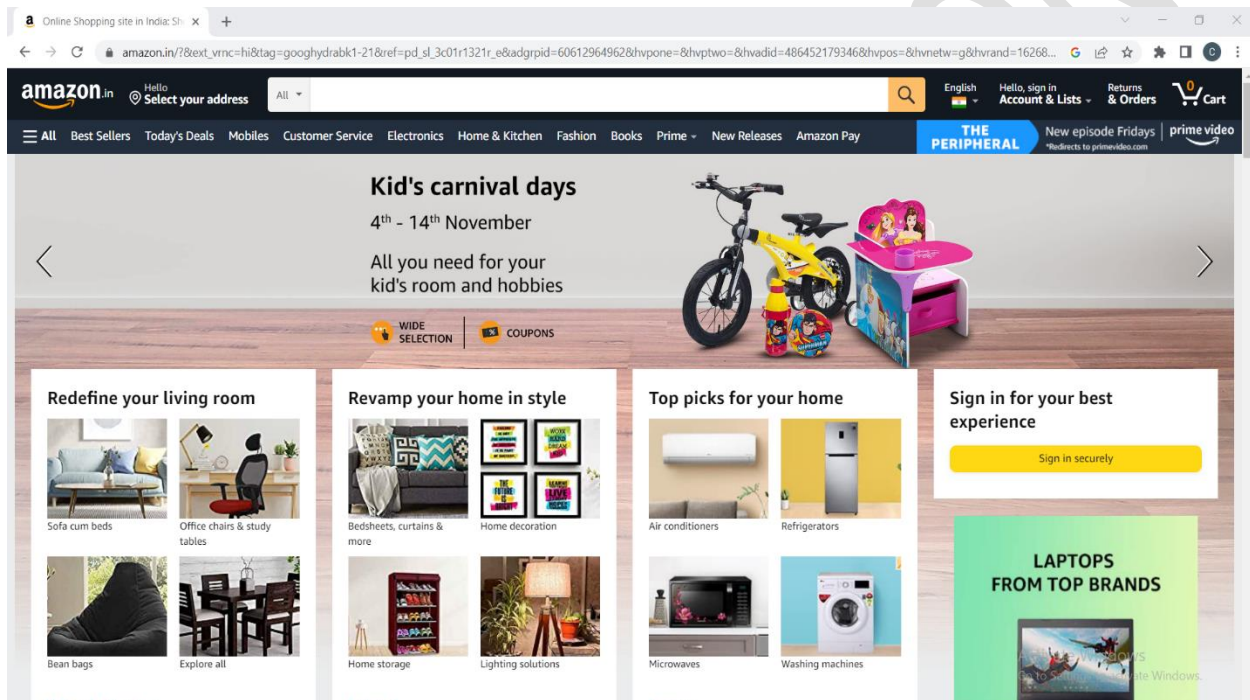 Online Shopping site in India: Sh
amazon.in/?&ext_vrnc=hi&tag=googhydrabk1-21&ref=pd_sl_3c01r1321r_e&adgrpid=60612964962&hvpone=&hvptwo=&hvadid=486452179346&hvpos=&hvnetw=g&hvrand=16268...
amazon.in
Hello
Select your address
All
English
Hello, sign in
Account & Lists
Returns
& Orders
0
Cart
All Best Sellers Today's Deals Mobiles Customer Service Electronics Home & Kitchen Fashion Books Prime New Releases Amazon Pay
THE
PERIPHERAL
New episode Fridays
*Redirects to primevideo.com
prime video
Kid's carnival days
4th - 14th November
All you need for your
kid's room and hobbies
WIDE
SELECTION
COUPONS
Redefine your living room
Sofa cum beds
Office chairs & study
tables
Bean bags
Explore all
Revamp your home in style
Bedsheets, curtains &
more
Home decoration
Home storage
Lighting solutions
Top picks for your home
Air conditioners
Refrigerators
Microwaves
Washing machines
Sign in for your best
experience
Sign in securely
LAPTOPS
FROM TOP BRANDS